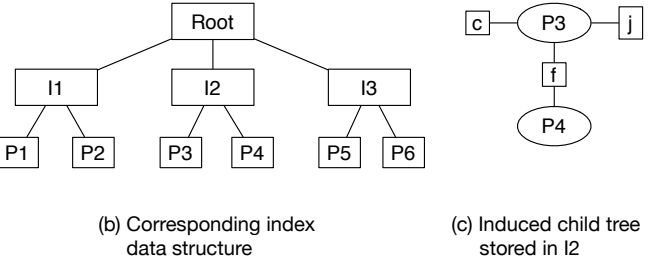 Root
I1 I2 I3
P1 P2 P3 P4 P5 P6
(b) Corresponding index
data structure
c P3 j
f
P4
(c) Induced child tree
stored in I2